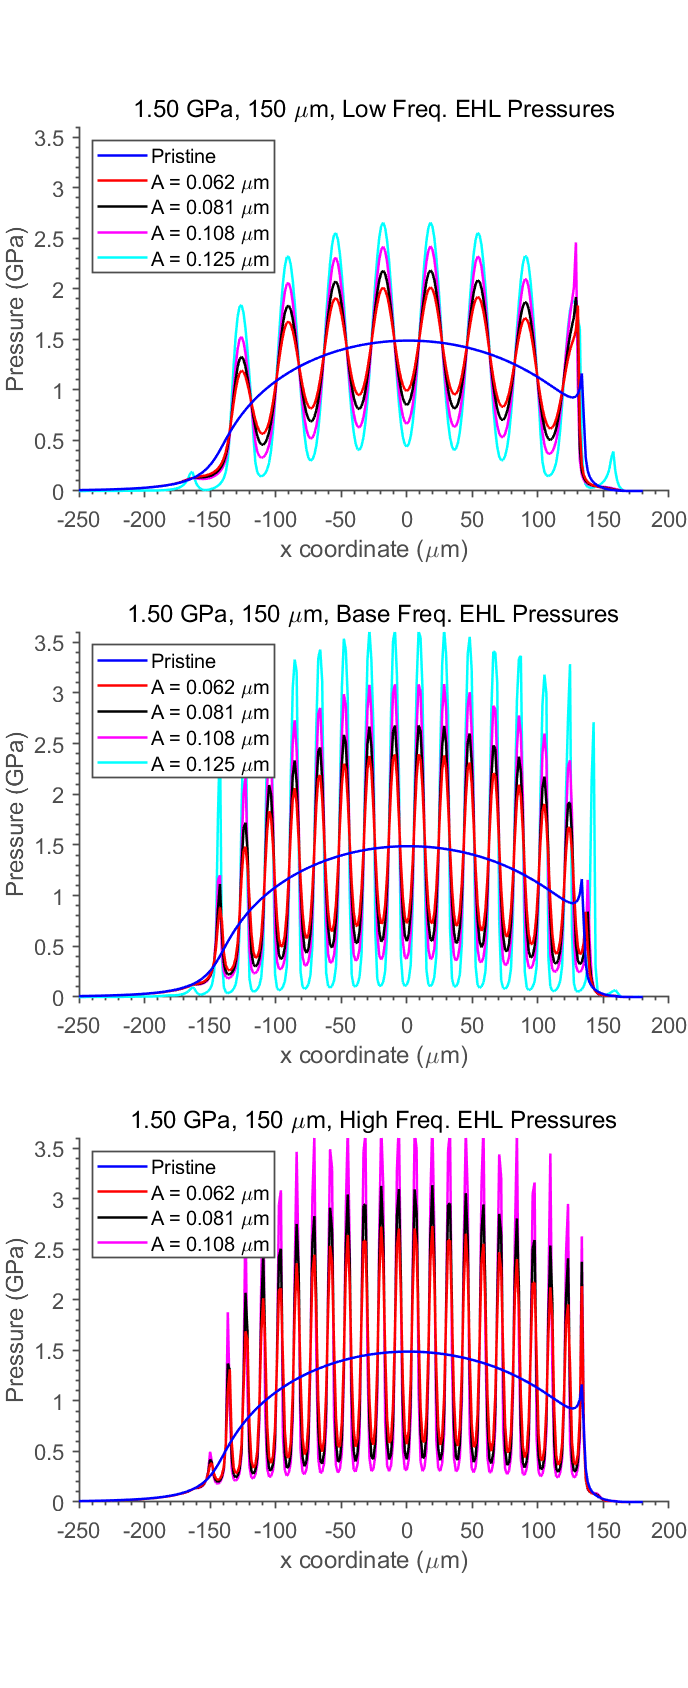 1.50 GPa, 150 μm, Low Freq. EHL Pressures
3.5
3
2.5
2
1.5
1
0.5
0
Pressure (GPa)
Pristine
A = 0.062 μm
A = 0.081 μm
A = 0.108 μm
A = 0.125 μm
-250 -200 -150 -100 -50 0 50 100 150 200
x coordinate (μm)
1.50 GPa, 150 μm, Base Freq. EHL Pressures
3.5
3
2.5
2
1.5
1
0.5
0
Pressure (GPa)
Pristine
A = 0.062 μm
A = 0.081 μm
A = 0.108 μm
A = 0.125 μm
-250 -200 -150 -100 -50 0 50 100 150 200
x coordinate (μm)
1.50 GPa, 150 μm, High Freq. EHL Pressures
3.5
3
2.5
2
1.5
1
0.5
0
Pressure (GPa)
Pristine
A = 0.062 μm
A = 0.081 μm
A = 0.108 μm
-250 -200 -150 -100 -50 0 50 100 150 200
x coordinate (μm)